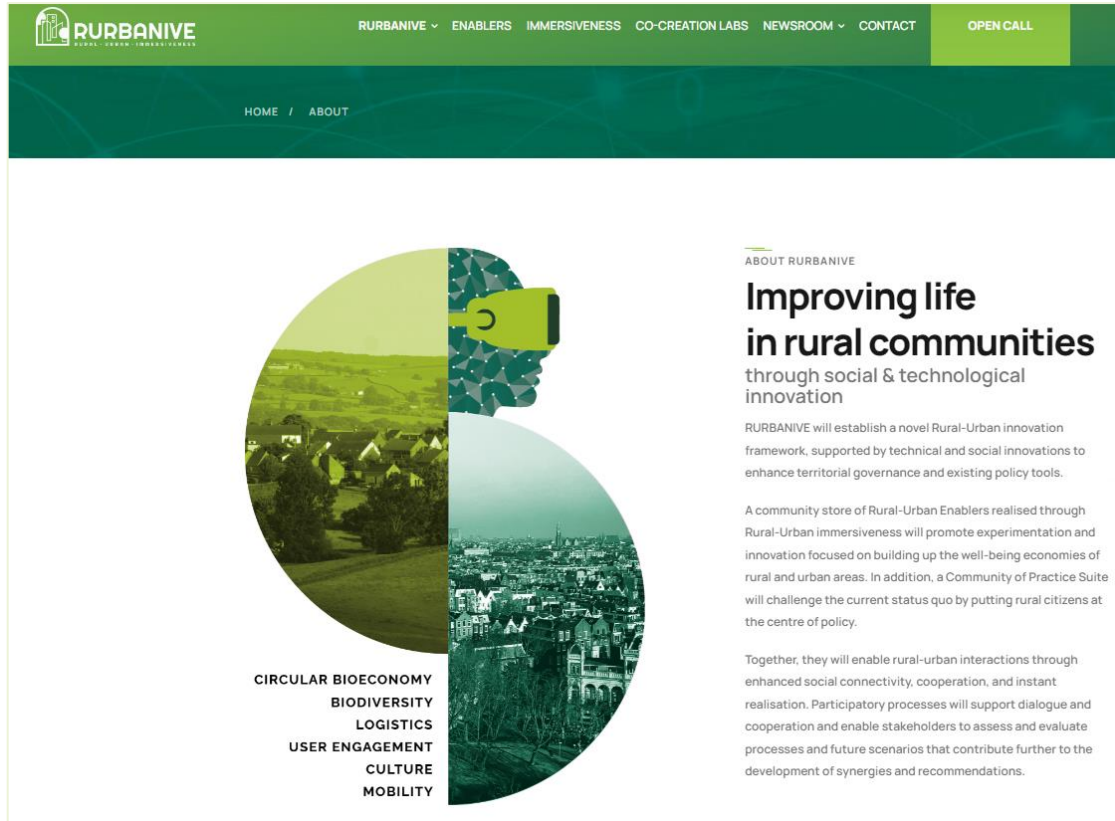 RURBANIVE
RURAL - URBAN - IMMERSIVENESS
RURBANIVE ENABLERS IMMERSIVENESS CO-CREATION LABS NEWSROOM CONTACT OPEN CALL
HOME / ABOUT
ABOUT RURBANIVE
Improving life
in rural communities
through social & technological
innovation
RURBANIVE will establish a novel Rural-Urban innovation
framework, supported by technical and social innovations to
enhance territorial governance and existing policy tools.
A community store of Rural-Urban Enablers realised through
Rural-Urban immersiveness will promote experimentation and
innovation focused on building up the well-being economies of
rural and urban areas. In addition, a Community of Practice Suite
will challenge the current status quo by putting rural citizens at
the centre of policy.
Together, they will enable rural-urban interactions through
enhanced social connectivity, cooperation, and instant
realisation. Participatory processes will support dialogue and
cooperation and enable stakeholders to assess and evaluate
processes and future scenarios that contribute further to the
development of synergies and recommendations.
CIRCULAR BIOECONOMY
BIODIVERSITY
LOGISTICS
USER ENGAGEMENT
CULTURE
MOBILITY